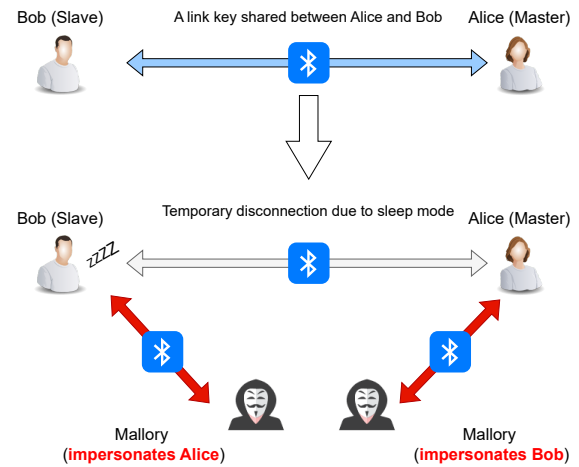 Bob (Slave)
A link key shared between Alice and Bob
Alice (Master)
Bob (Slave)
Temporary disconnection due to sleep mode
Alice (Master)
zzzz
Mallory
(impersonates Alice)
Mallory
(impersonates Bob)